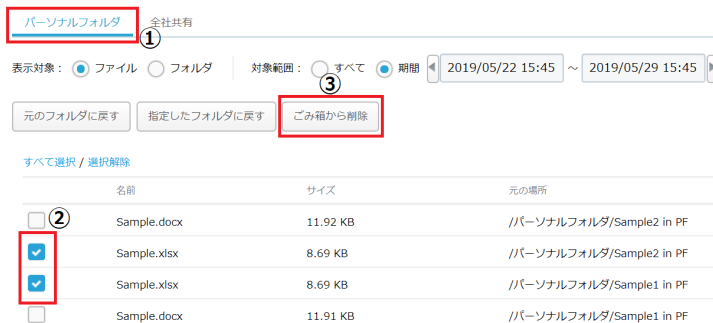 パーソナルフォルダ 全社共有
①
表示対象： ファイル フォルダ 対象範囲： すべて 期間 2019/05/22 15:45 ～ 2019/05/29 15:45
③
元のフォルダに戻す 指定したフォルダに戻す ごみ箱から削除
すべて選択 / 選択解除
名前 サイズ 元の場所
② Sample.docx 11.92 KB /パーソナルフォルダ/Sample2 in PF
Sample.xlsx 8.69 KB /パーソナルフォルダ/Sample2 in PF
Sample.xlsx 8.69 KB /パーソナルフォルダ/Sample1 in PF
Sample.docx 11.91 KB /パーソナルフォルダ/Sample1 in PF